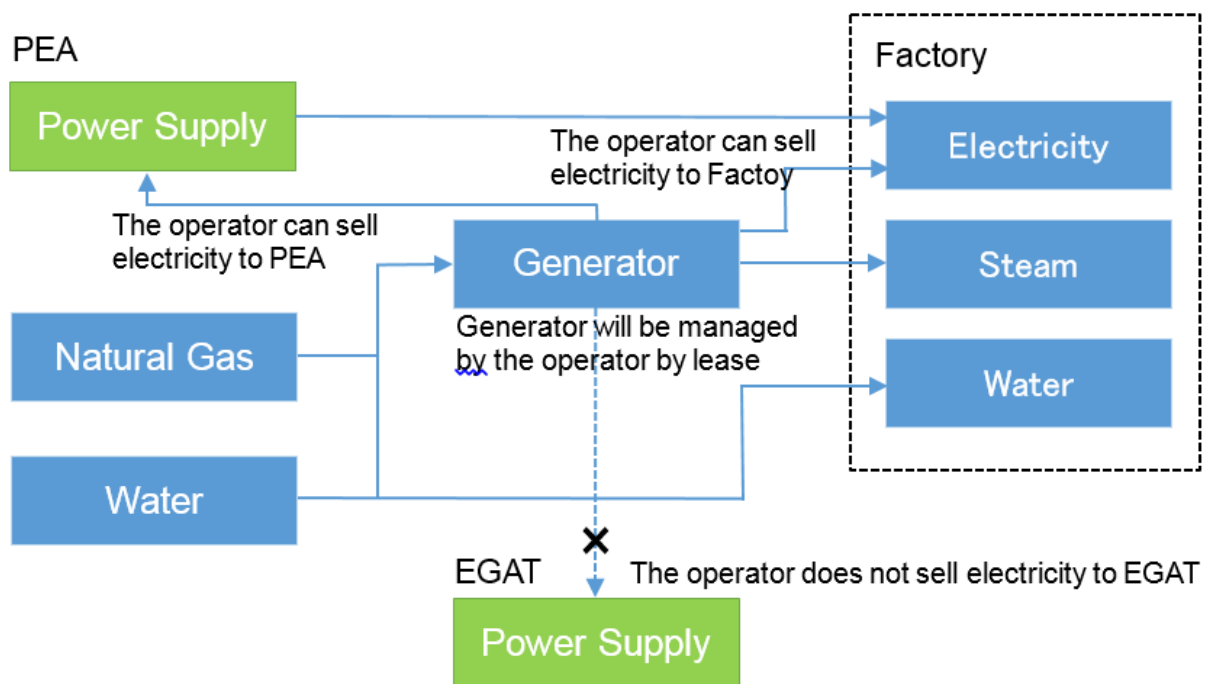 PEA
Power Supply
Factory
Electricity
The operator can sell
electricity to Factoy
The operator can sell
electricity to PEA
Generator
Steam
Generator will be managed
by the operator by lease
Natural Gas
Water
Water
EGAT
The operator does not sell electricity to EGAT
Power Supply